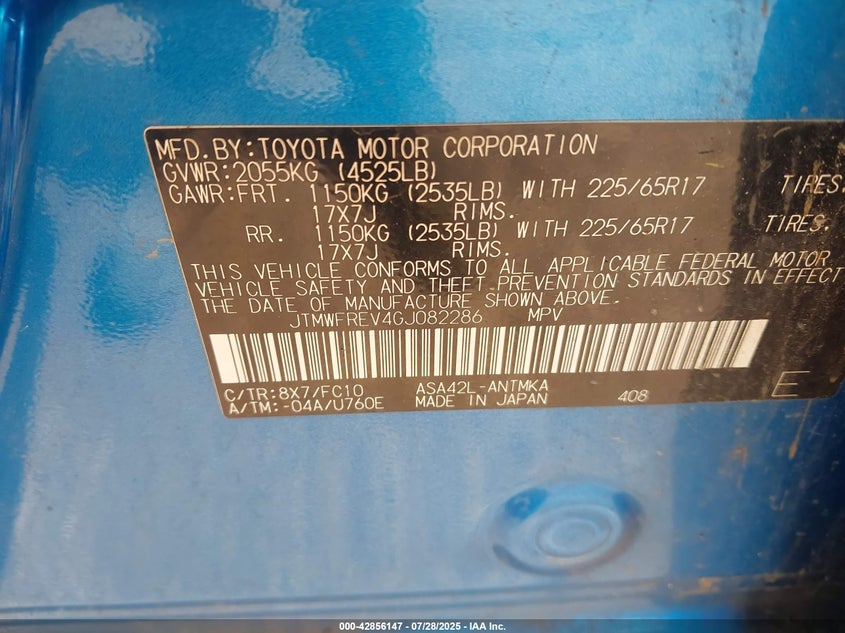 MFD.BY:TOYOTA MOTOR CORPORATION
GVWR:2055KG (4525LB)
GAWR:FRT. 1150KG (2535LB) WITH 225/65R17 TIRES.
17X7J RIMS.
RR. 1150KG (2535LB) WITH 225/65R17 TIRES.
17X7J RIMS.
THIS VEHICLE CONFORMS TO ALL APPLICABLE FEDERAL MOTOR
VEHICLE SAFETY AND THEFT PREVENTION STANDARDS IN EFFECT
THE DATE OF MANUFACTURE SHOWN ABOVE.
JTMWFREV4GJ082286 MPV
C/TR:8X7/FC10 ASA42L-ANTMKA
A/TM:-04A/U760E MADE IN JAPAN 408 E
000-42856147 - 07/28/2025 - IAA Inc.